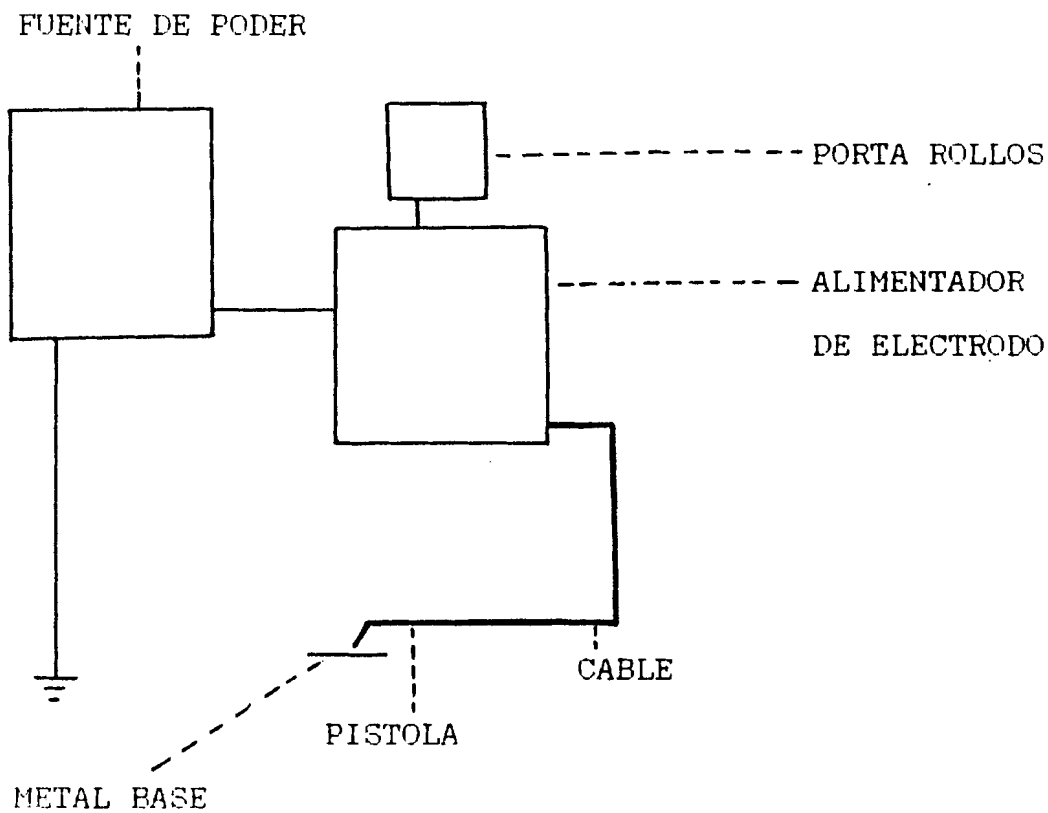 FUENTE DE PODER
PORTA ROLLOS
ALIMENTADOR
DE ELECTRODO
CABLE
PISTOLA
METAL BASE